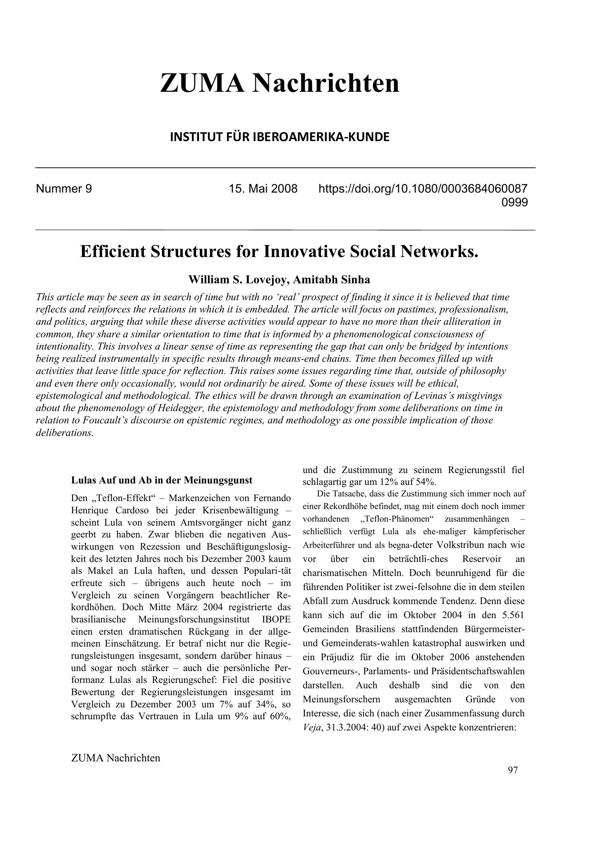 ZUMA Nachrichten
INSTITUT FÜR IBEROAMERIKA-KUNDE
Nummer 9 15. Mai 2008 https://doi.org/10.1080/0003684060087
0999
Efficient Structures for Innovative Social Networks.
William S. Lovejoy, Amitabh Sinha
This article may be seen as in search of time but with no ‘real’ prospect of finding it since it is believed that time
reflects and reinforces the relations in which it is embedded. The article will focus on pastimes, professionalism,
and politics, arguing that while these diverse activities would appear to have no more than their alliteration in
common, they share a similar orientation to time that is informed by a phenomenological consciousness of
intentionality. This involves a linear sense of time as representing the gap that can only be bridged by intentions
being realized instrumentally in specific results through means-end chains. Time then becomes filled up with
activities that leave little space for reflection. This raises some issues regarding time that, outside of philosophy
and even there only occasionally, would not ordinarily be aired. Some of these issues will be ethical,
epistemological and methodological. The ethics will be drawn through an examination of Levinas’s misgivings
about the phenomenology of Heidegger, the epistemology and methodology from some deliberations on time in
relation to Foucault’s discourse on epistemic regimes, and methodology as one possible implication of those
deliberations.
Lulas Auf und Ab in der Meinungsgunst
Den „Teflon-Effekt“ – Markenzeichen von Fernando
Henrique Cardoso bei jeder Krisenbewältigung –
scheint Lula von seinem Amtsvorgänger nicht ganz
geerbt zu haben. Zwar blieben die negativen Aus-
wirkungen von Rezession und Beschäftigungslosig-
keit des letzten Jahres noch bis Dezember 2003 kaum
als Makel an Lula haften, und dessen Populari-tät
erfreute sich – übrigens auch heute noch – im
Vergleich zu seinen Vorgängern beachtlicher Re-
kordhöhen. Doch Mitte März 2004 registrierte das
brasilianische Meinungsforschungsinstitut IBOPE
einen ersten dramatischen Rückgang in der allge-
meinen Einschätzung. Er betraf nicht nur die Regie-
rungsleistungen insgesamt, sondern darüber hinaus –
und sogar noch stärker – auch die persönliche Per-
formanz Lulas als Regierungschef: Fiel die positive
Bewertung der Regierungsleistungen insgesamt im
Vergleich zu Dezember 2003 um 7% auf 34%, so
schrumpfte das Vertrauen in Lula um 9% auf 60%,
und die Zustimmung zu seinem Regierungsstil fiel
schlagartig gar um 12% auf 54%.
Die Tatsache, dass die Zustimmung sich immer noch auf
einer Rekordhöhe befindet, mag mit einem doch noch immer
vorhandenen „Teflon-Phänomen“ zusammenhängen –
schließlich verfügt Lula als ehe-maliger kämpferischer
Arbeiterführer und als begna-deter Volkstribun nach wie
vor über ein beträchtli-ches Reservoir an
charismatischen Mitteln. Doch beunruhigend für die
führenden Politiker ist zwei-felsohne die in dem steilen
Abfall zum Ausdruck kommende Tendenz. Denn diese
kann sich auf die im Oktober 2004 in den 5.561
Gemeinden Brasiliens stattfindenden Bürgermeister-
und Gemeinderats-wahlen katastrophal auswirken und
ein Präjudiz für die im Oktober 2006 anstehenden
Gouverneurs-, Parlaments- und Präsidentschaftswahlen
darstellen. Auch deshalb sind die von den
Meinungsforschern ausgemachten Gründe von
Interesse, die sich (nach einer Zusammenfassung durch
Veja, 31.3.2004: 40) auf zwei Aspekte konzentrieren:
ZUMA Nachrichten
97